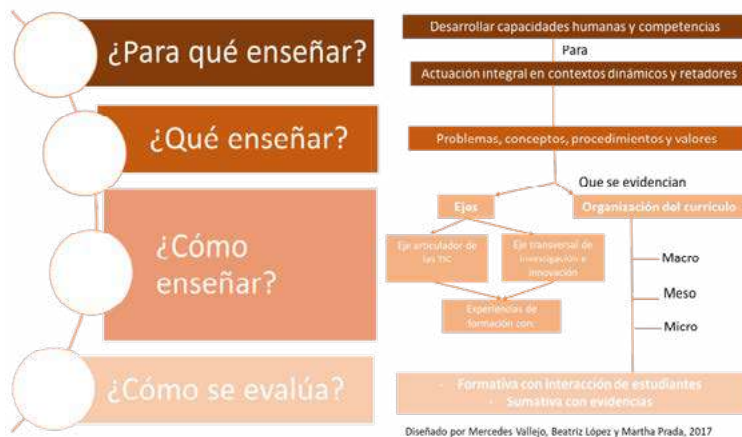 ¿Para qué enseñar?
¿Qué enseñar?
¿Cómo
enseñar?
¿Cómo se evalúa?
Desarrollar capacidades humanas y competencias
Para
Actuación integral en contextos dinámicos y retadores
Problemas, conceptos, procedimientos y valores
Que se evidencian
Ejes
Organización del currículo
Eje articulador de
las TIC
Eje transversal de
investigación e
innovación
Experiencias de
formación con:
Macro
Meso
Micro
- Formativa con interacción de estudiantes
- Sumativa con evidencias
Diseñado por Mercedes Vallejo, Beatriz López y Martha Prada, 2017